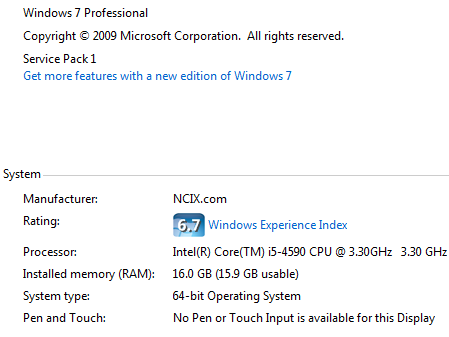 Windows 7 Professional
Copyright © 2009 Microsoft Corporation.  All rights reserved.
Service Pack 1
Get more features with a new edition of Windows 7
System
Manufacturer: NCIX.com
Rating: 6.7 Windows Experience Index
Processor: Intel(R) Core(TM) i5-4590 CPU @ 3.30GHz   3.30 GHz
Installed memory (RAM): 16.0 GB (15.9 GB usable)
System type: 64-bit Operating System
Pen and Touch: No Pen or Touch Input is available for this Display